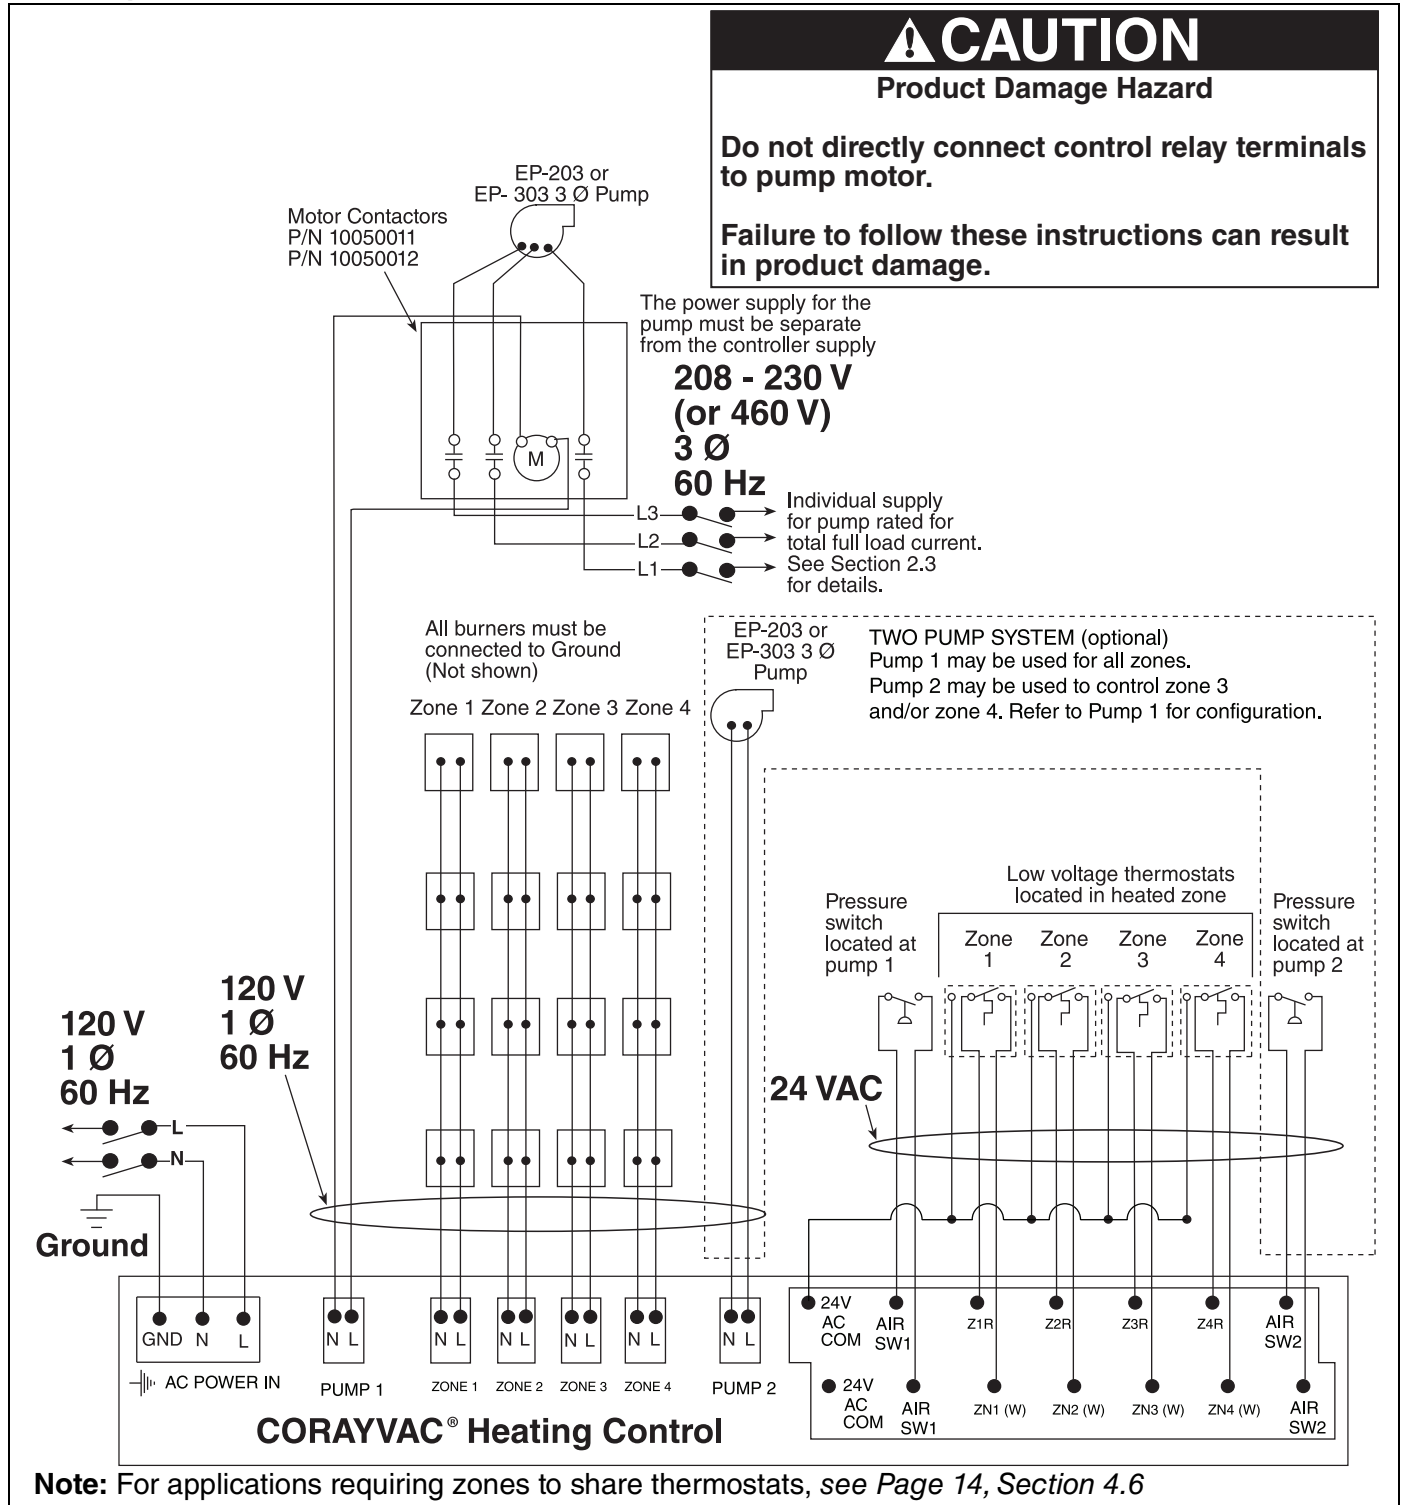 CAUTION
Product Damage Hazard
Do not directly connect control relay terminals
to pump motor.
Failure to follow these instructions can result
in product damage.
EP-203 or
EP- 303 3 Ø Pump
Motor Contactors
P/N 10050011
P/N 10050012
The power supply for the
pump must be separate
from the controller supply
208 - 230 V
(or 460 V)
3 Ø
60 Hz
M
L3
L2
L1
Individual supply
for pump rated for
total full load current.
See Section 2.3
for details.
All burners must be
connected to Ground
(Not shown)
Zone 1 Zone 2 Zone 3 Zone 4
EP-203 or
EP-303 3 Ø
Pump
TWO PUMP SYSTEM (optional)
Pump 1 may be used for all zones.
Pump 2 may be used to control zone 3
and/or zone 4. Refer to Pump 1 for configuration.
Low voltage thermostats
located in heated zone
Pressure
switch
located at
pump 1
Zone
1
Zone
2
Zone
3
Zone
4
Pressure
switch
located at
pump 2
120 V
1 Ø
60 Hz
120 V
1 Ø
60 Hz
24 VAC
L
N
Ground
GND N L
AC POWER IN
N L
PUMP 1
N L
ZONE 1
N L
ZONE 2
N L
ZONE 3
N L
ZONE 4
N L
PUMP 2
24V
AC
COM
AIR
SW1
Z1R
Z2R
Z3R
Z4R
AIR
SW2
24V
AC
COM
AIR
SW1
ZN1 (W)
ZN2 (W)
ZN3 (W)
ZN4 (W)
AIR
SW2
CORAYVAC® Heating Control
Note: For applications requiring zones to share thermostats, see Page 14, Section 4.6